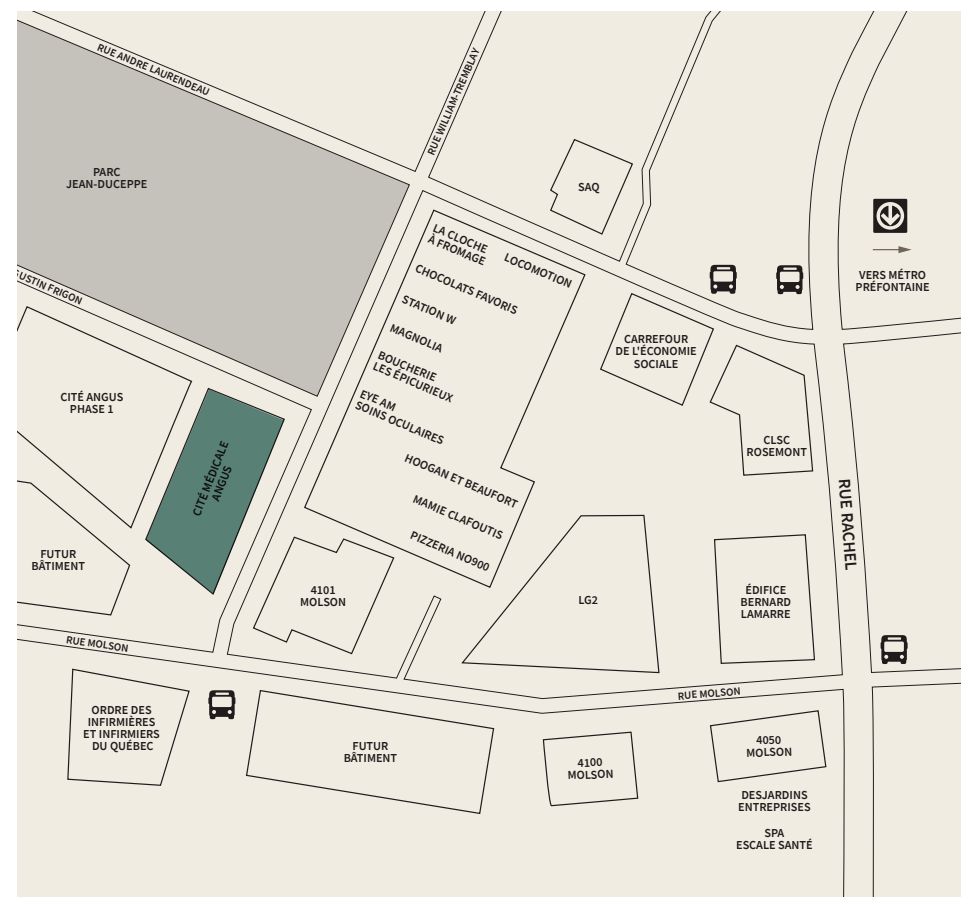 RUE ANDRE LAURENDEAU
RUE WILLIAM-TREMBLAY
PARC
JEAN-DUCEPPE
SAQ
LA CLOCHE
À FROMAGE
LOCOMOTION
VERS MÉTRO
PRÉFONTAINE
GUSTIN FRIGON
CHOCOLATS FAVORIS
STATION W
MAGNOLIA
BOUCHERIE
LES ÉPICURIEUX
EYE AM
SOINS OCULAIRES
HOOGAN ET BEAUFORT
MAMIE CLAFOUTIS
PIZZERIA NO900
CARREFOUR
DE L'ÉCONOMIE
SOCIALE
CLSC
ROSEMONT
CITÉ ANGUS
PHASE 1
CITÉ MÉDICALE
ANGUS
RUE RACHEL
FUTUR
BÂTIMENT
4101
MOLSON
LG2
ÉDIFICE
BERNARD
LAMARRE
RUE MOLSON
RUE MOLSON
ORDRE DES
INFIRMIÈRES
ET INFIRMIERS
DU QUÉBEC
FUTUR
BÂTIMENT
4100
MOLSON
4050
MOLSON
DESJARDINS
ENTREPRISES
SPA
ESCALE SANTÉ